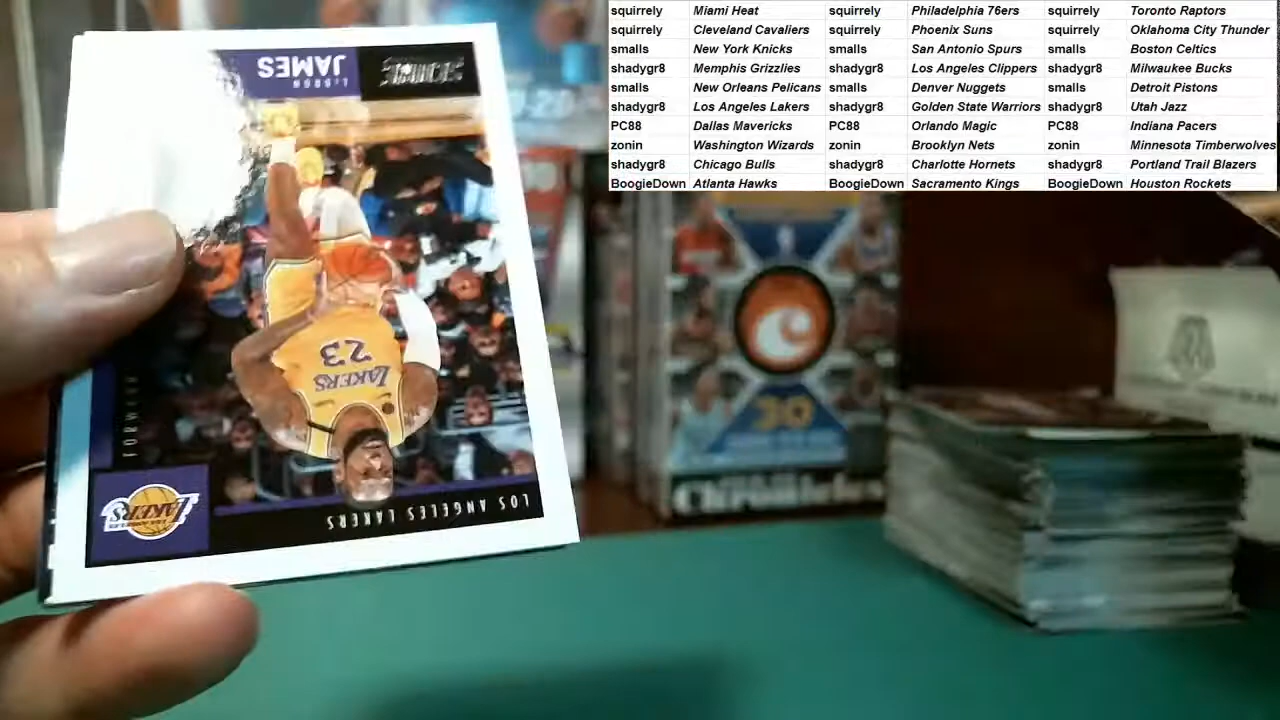 squirrely Miami Heat squirrely Philadelphia 76ers squirrely Toronto Raptors
squirrely Cleveland Cavaliers squirrely Phoenix Suns squirrely Oklahoma City Thunder
smalls New York Knicks smalls San Antonio Spurs smalls Boston Celtics
shadygr8 Memphis Grizzlies shadygr8 Los Angeles Clippers shadygr8 Milwaukee Bucks
smalls New Orleans Pelicans smalls Denver Nuggets smalls Detroit Pistons
shadygr8 Los Angeles Lakers shadygr8 Golden State Warriors shadygr8 Utah Jazz
PC88 Dallas Mavericks PC88 Orlando Magic PC88 Indiana Pacers
zonin Washington Wizards zonin Brooklyn Nets zonin Minnesota Timberwolves
shadygr8 Chicago Bulls shadygr8 Charlotte Hornets shadygr8 Portland Trail Blazers
BoogieDown Atlanta Hawks BoogieDown Sacramento Kings BoogieDown Houston Rockets
LOS ANGELES LAKERS
LAKERS
LAKERS
23
FORWARD
LEBRON
JAMES
30
Chronicles